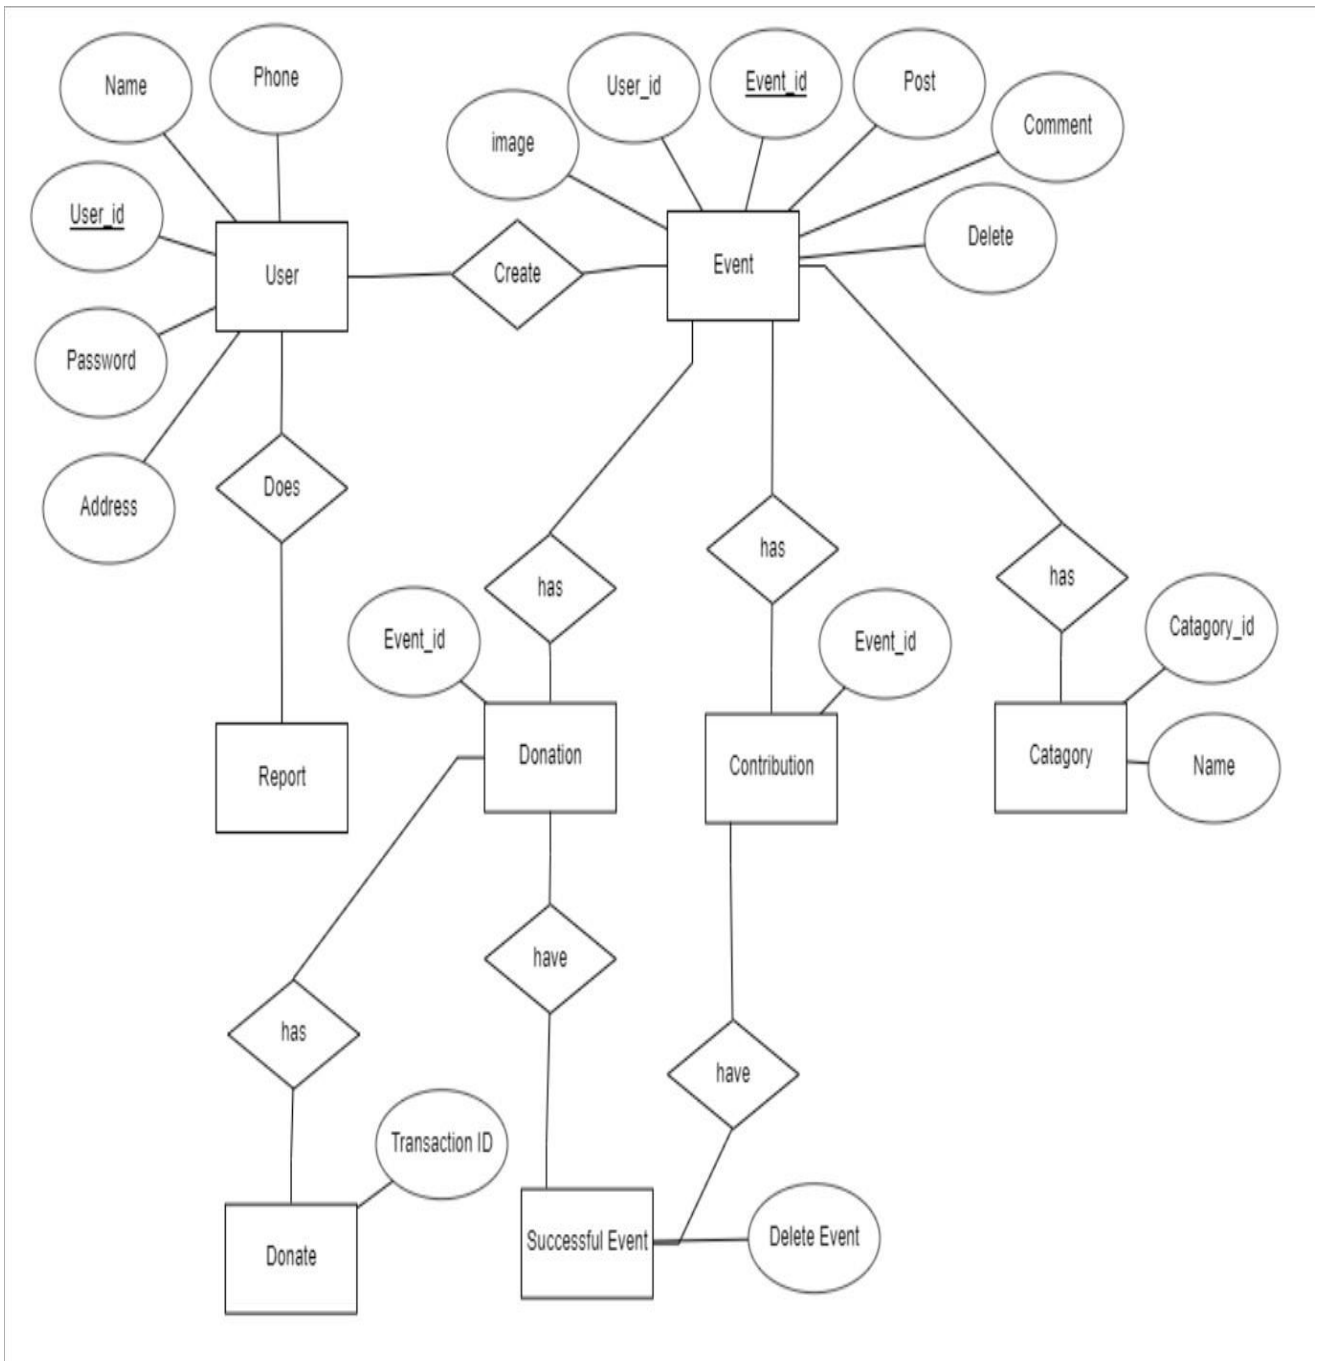 Name
Phone
User_id
Event_id
Post
image
Comment
User_id
Delete
User
Create
Event
Password
Address
Does
has
has
has
Event_id
Event_id
Catagory_id
Report
Donation
Contribution
Catagory
Name
have
has
have
Transaction ID
Donate
Successful Event
Delete Event